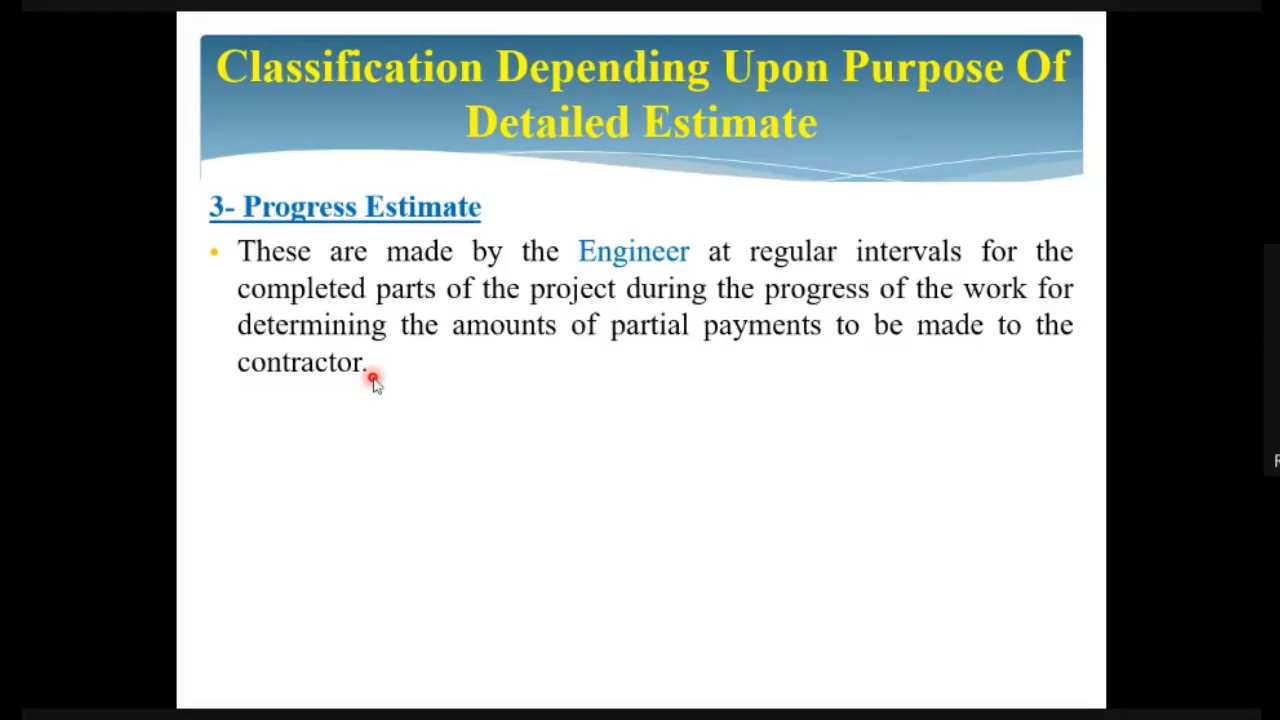 Classification Depending Upon Purpose Of
Detailed Estimate
3- Progress Estimate
• These are made by the Engineer at regular intervals for the
completed parts of the project during the progress of the work for
determining the amounts of partial payments to be made to the
contractor.
R